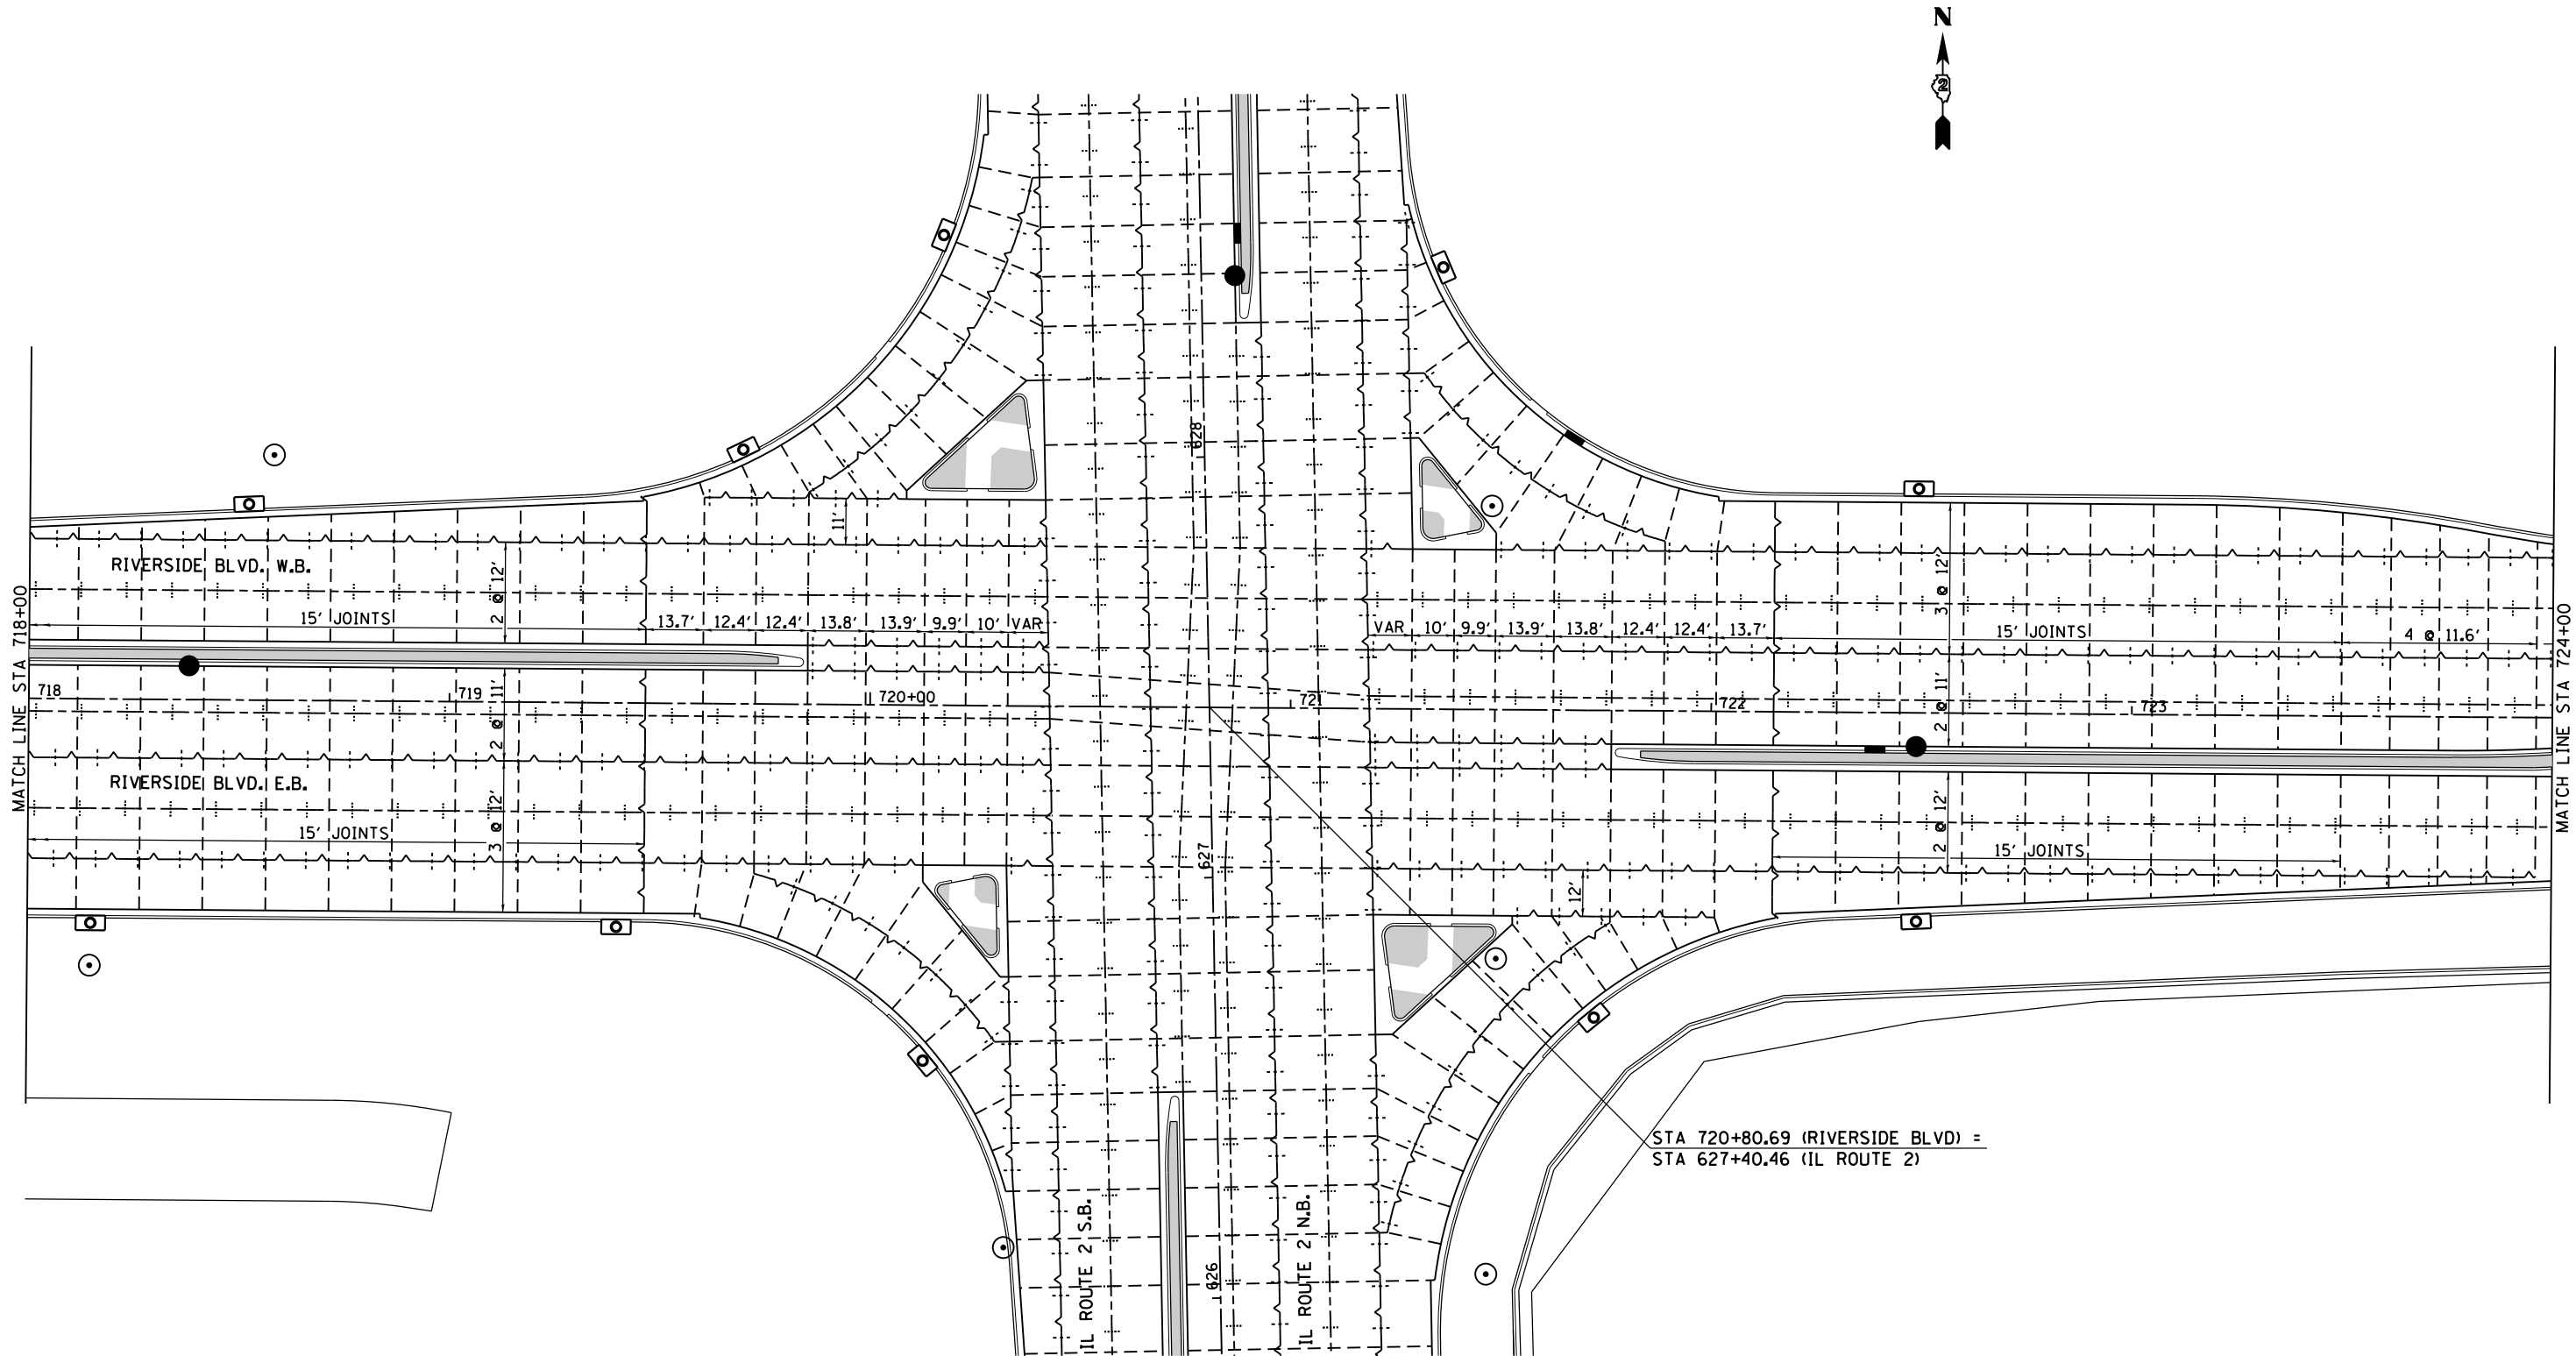 N
2
628
11'
RIVERSIDE BLVD. W.B.
2 @ 12'
3 @ 12'
15' JOINTS
13.7'
12.4'
12.4'
13.8'
13.9'
9.9'
10'
VAR
VAR
10'
9.9'
13.9'
13.8'
12.4'
12.4'
13.7'
15' JOINTS
4 @ 11.6'
MATCH LINE STA 718+00
MATCH LINE STA 724+00
718
719
720+00
721
722
723
2 @ 11'
2 @ 11'
RIVERSIDE BLVD. E.B.
3 @ 12'
2 @ 12'
15' JOINTS
15' JOINTS
627
12'
STA 720+80.69 (RIVERSIDE BLVD) =
STA 627+40.46 (IL ROUTE 2)
IL ROUTE 2 S.B.
626
IL ROUTE 2 N.B.